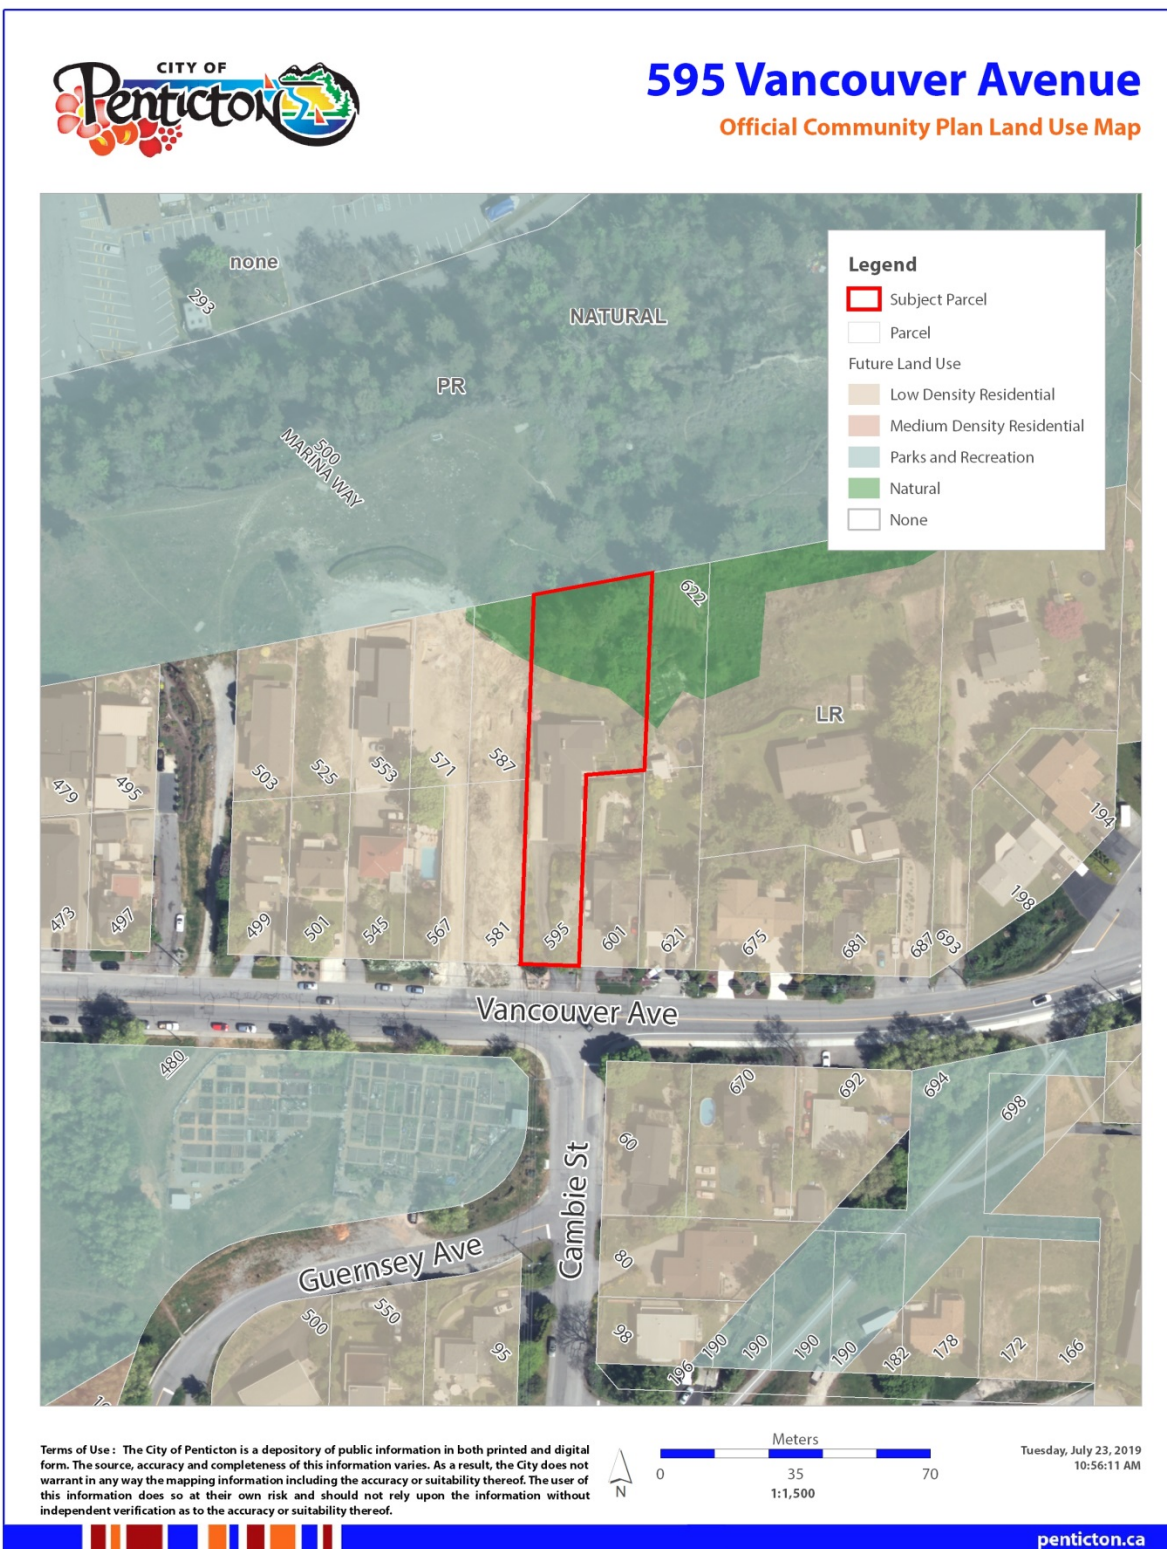 CITY OF
Penticton
595 Vancouver Avenue
Official Community Plan Land Use Map
none
293
NATURAL
PR
500
MARINA WAY
Legend
Subject Parcel
Parcel
Future Land Use
Low Density Residential
Medium Density Residential
Parks and Recreation
Natural
None
622
LR
479
495
503
525
553
571
587
194
473
497
499
501
545
567
581
595
601
621
675
681
687
693
198
Vancouver Ave
480
670
692
694
698
60
Cambie St
Guernsey Ave
80
500
550
95
98
196
190
190
190
190
182
178
172
166
Terms of Use : The City of Penticton is a depository of public information in both printed and digital
form. The source, accuracy and completeness of this information varies. As a result, the City does not
warrant in any way the mapping information including the accuracy or suitability thereof. The user of
this information does so at their own risk and should not rely upon the information without
independent verification as to the accuracy or suitability thereof.
N
Meters
0 35 70
1:1,500
Tuesday, July 23, 2019
10:56:11 AM
penticton.ca